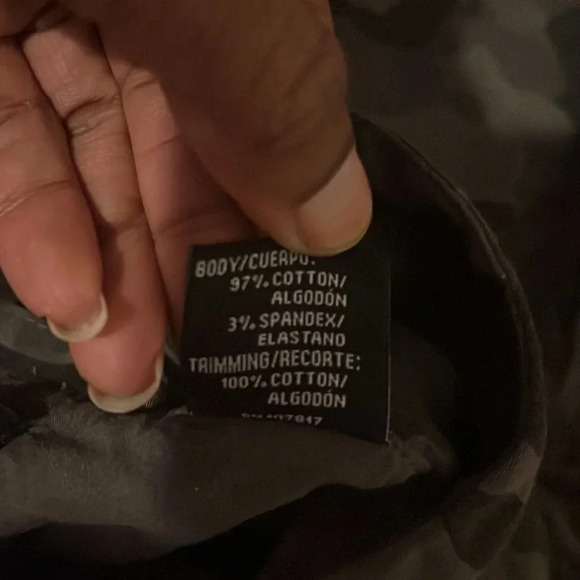 BODY/CUERPO:
97% COTTON/
ALGODÓN
3% SPANDEX/
ELASTANO
TRIMMING/RECORTE:
100% COTTON/
ALGODÓN